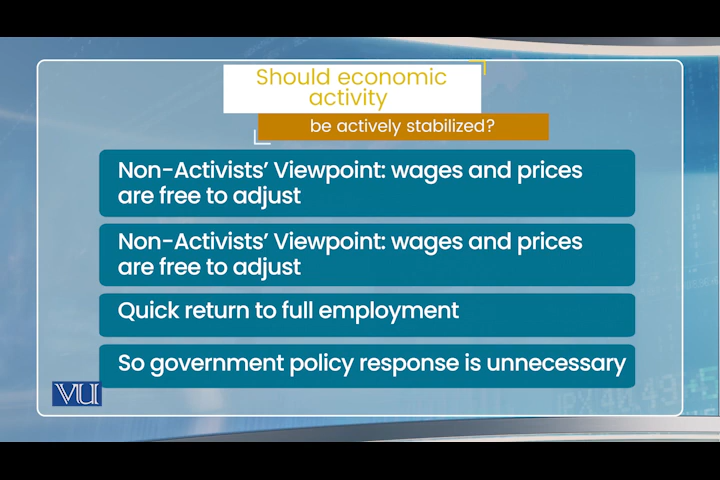 Should economic
activity
be actively stabilized?
Non-Activists’ Viewpoint: wages and prices
are free to adjust
Non-Activists’ Viewpoint: wages and prices
are free to adjust
Quick return to full employment
So government policy response is unnecessary
VU